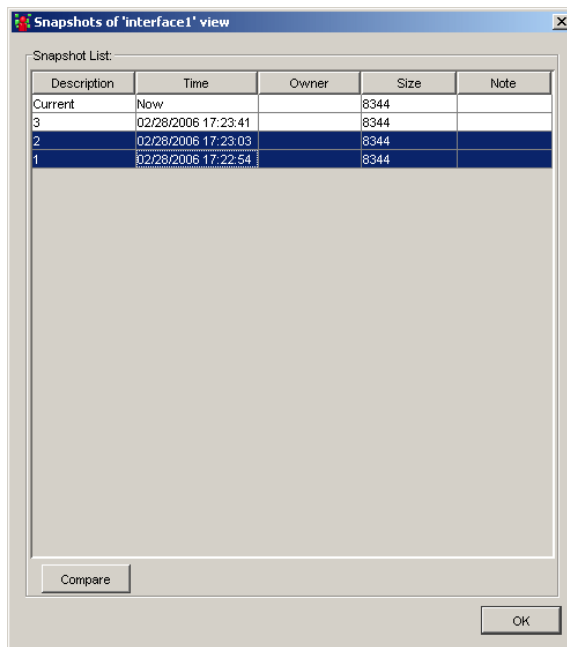 Snapshots of 'interface1' view
Snapshot List:
Description Time Owner Size Note
Current Now 8344
3 02/28/2006 17:23:41 8344
2 02/28/2006 17:23:03 8344
1 02/28/2006 17:22:54 8344
Compare
OK